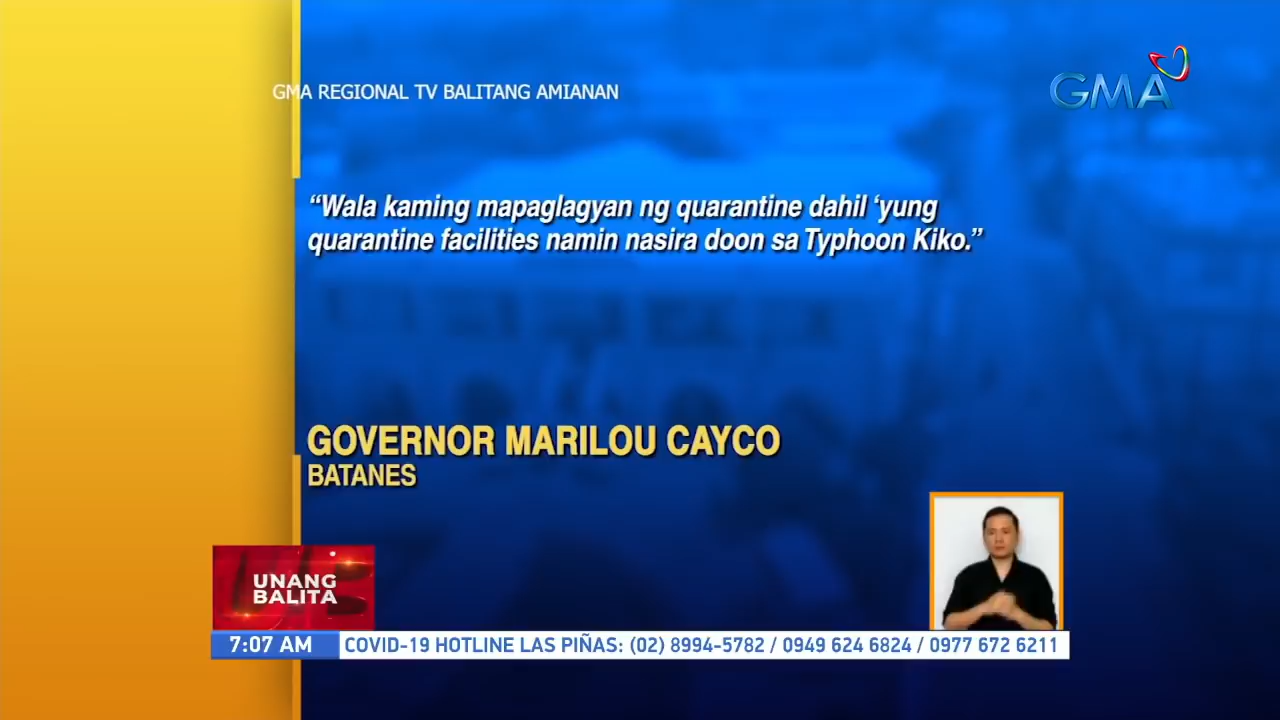 GMA REGIONAL TV BALITANG AMIANAN
GMA
“Wala kaming mapaglagyan ng quarantine dahil ‘yung
quarantine facilities namin nasira doon sa Typhoon Kiko.”
GOVERNOR MARILOU CAYCO
BATANES
UNANG
BALITA
7:07 AM
COVID-19 HOTLINE LAS PIÑAS: (02) 8994-5782 / 0949 624 6824 / 0977 672 6211